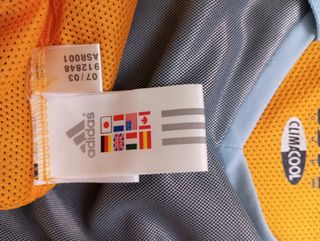 07/03
912848
ASR001
adidas
CLIMACOOL